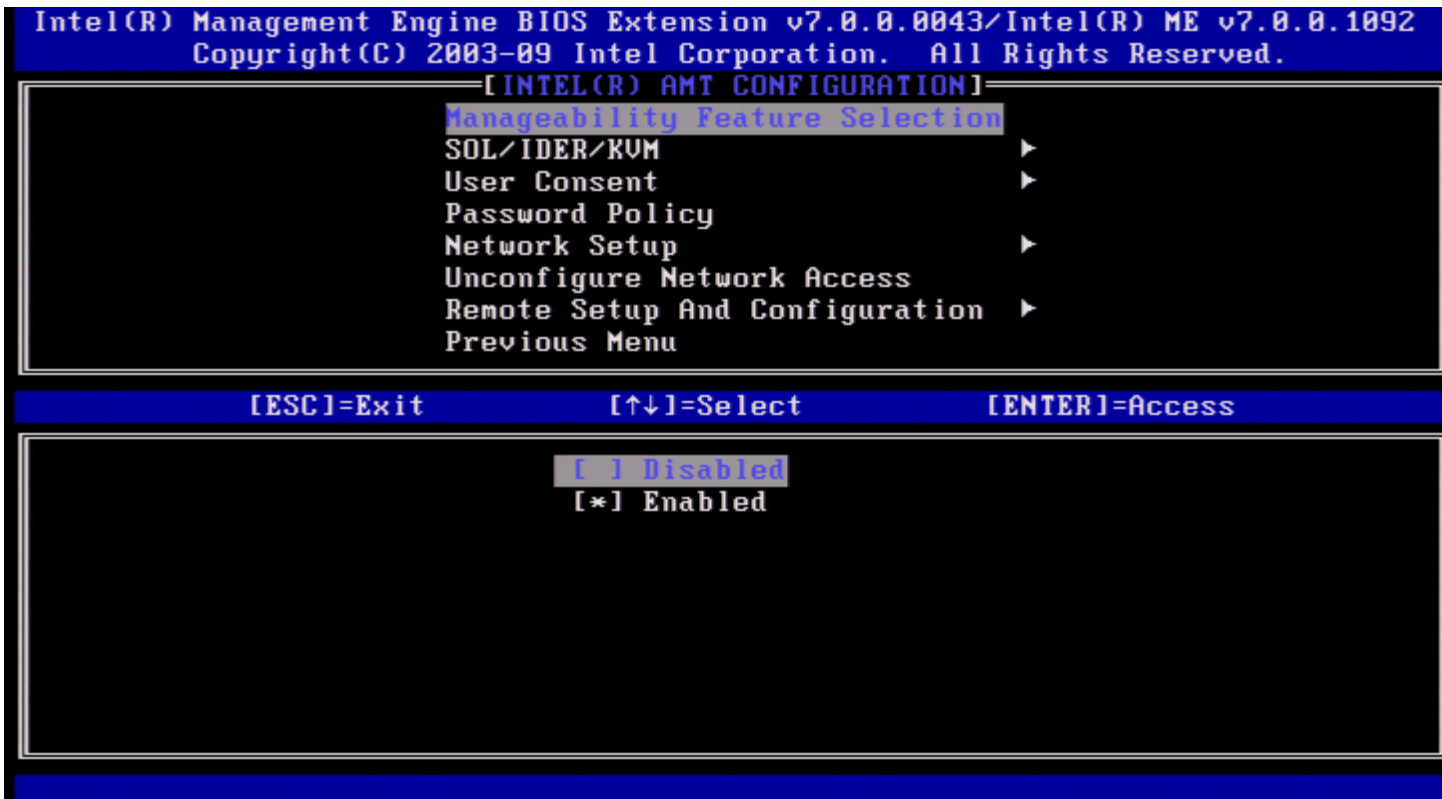 Intel(R) Management Engine BIOS Extension v7.0.0.0043/Intel(R) ME v7.0.0.1092
Copyright(C) 2003-09 Intel Corporation. All Rights Reserved.
[INTEL(R) AMT CONFIGURATION]
Manageability Feature Selection
SOL/IDER/KVM ►
User Consent ►
Password Policy
Network Setup ►
Unconfigure Network Access
Remote Setup And Configuration ►
Previous Menu
[ESC]=Exit [↑↓]=Select [ENTER]=Access
[ ] Disabled
[*] Enabled